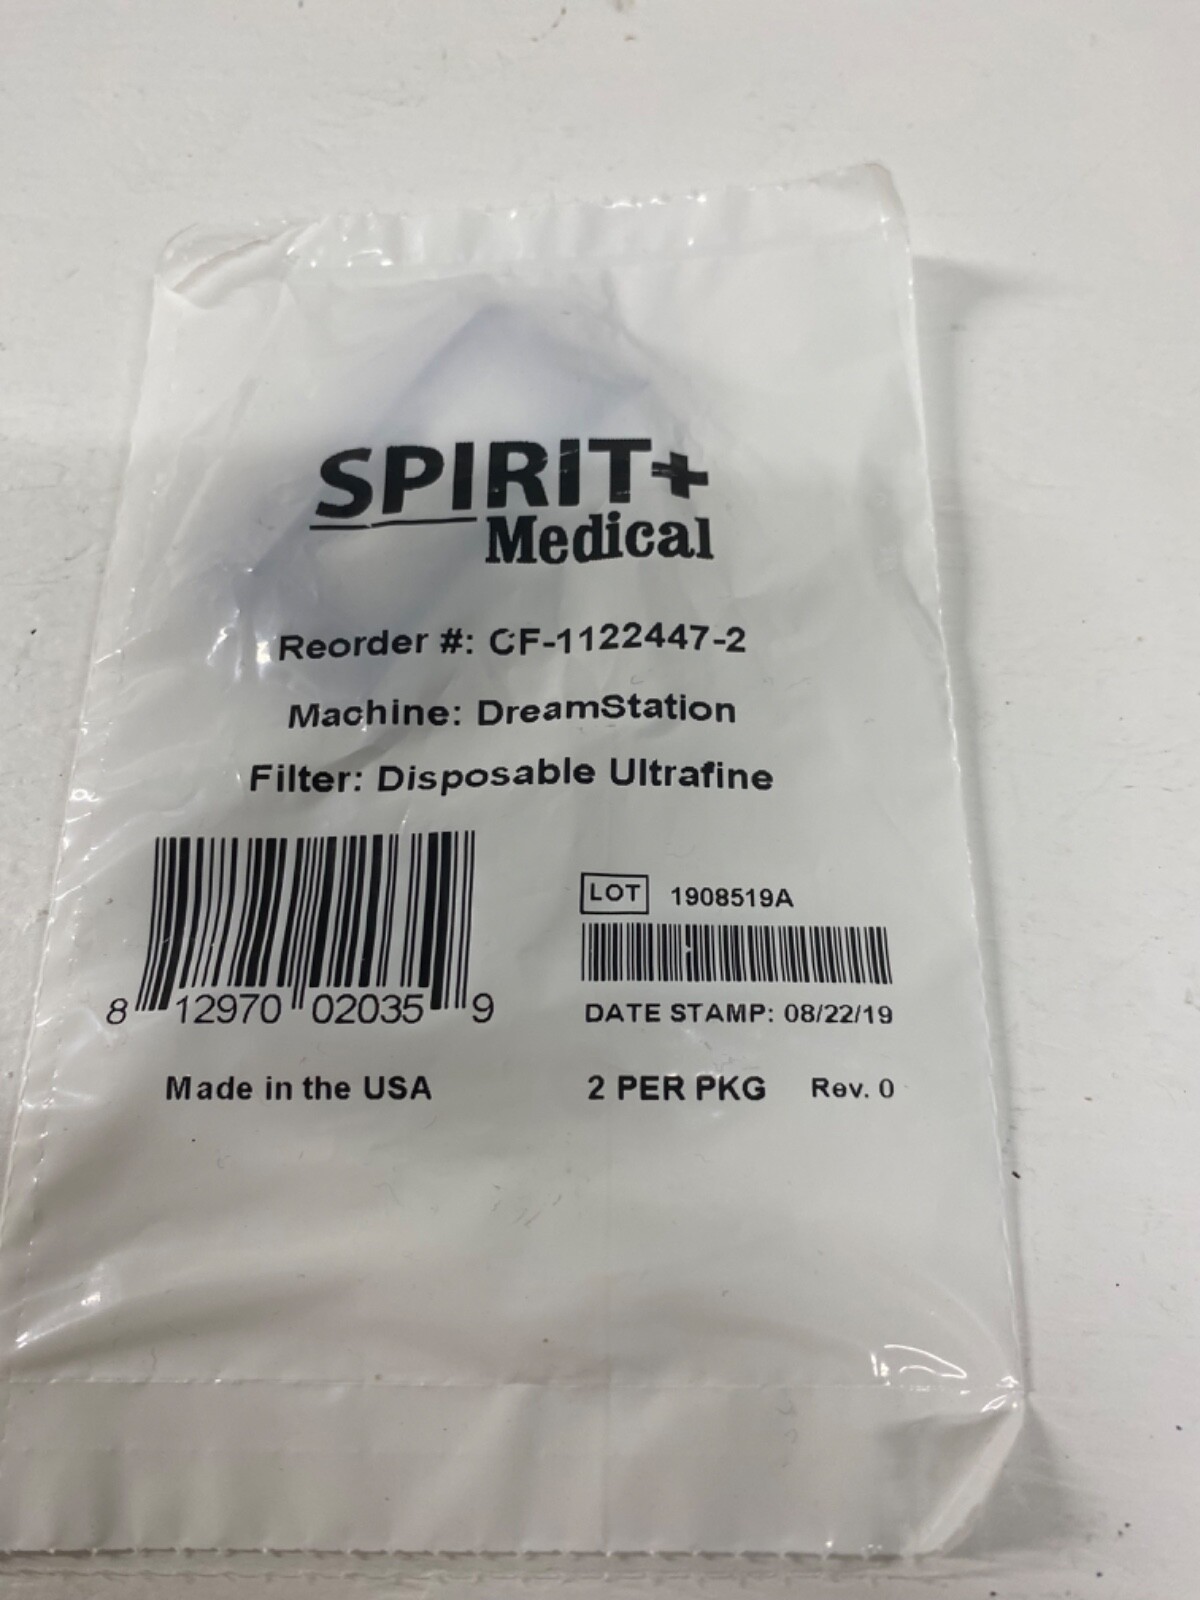 SPIRIT+
Medical
Reorder #: CF-1122447-2
Machine: DreamStation
Filter: Disposable Ultrafine
LOT 1908519A
8 12970 02035 9
DATE STAMP: 08/22/19
Made in the USA
2 PER PKG Rev. 0